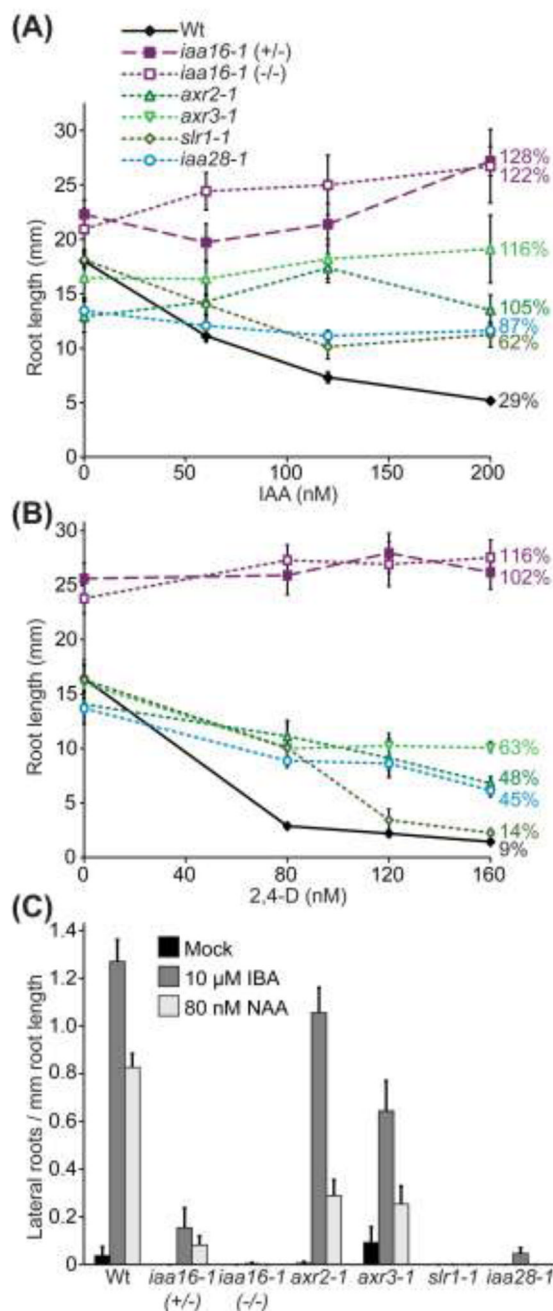 (A)
Wt
iaa16-1 (+/-)
iaa16-1 (-/-)
axr2-1
axr3-1
slr1-1
iaa28-1
Root length (mm)
30
25
20
15
10
5
0
128%
122%
116%
105%
87%
62%
29%
0 50 100 150 200
IAA (nM)
(B)
Root length (mm)
30
25
20
15
10
5
0
116%
102%
63%
48%
45%
14%
9%
0 40 80 120 160
2,4-D (nM)
(C)
Lateral roots / mm root length
1.4
1.2
1.0
0.8
0.6
0.4
0.2
0
Mock
10 µM IBA
80 nM NAA
Wt iaa16-1 iaa16-1 axr2-1 axr3-1 slr1-1 iaa28-1
(+/-) (-/-)